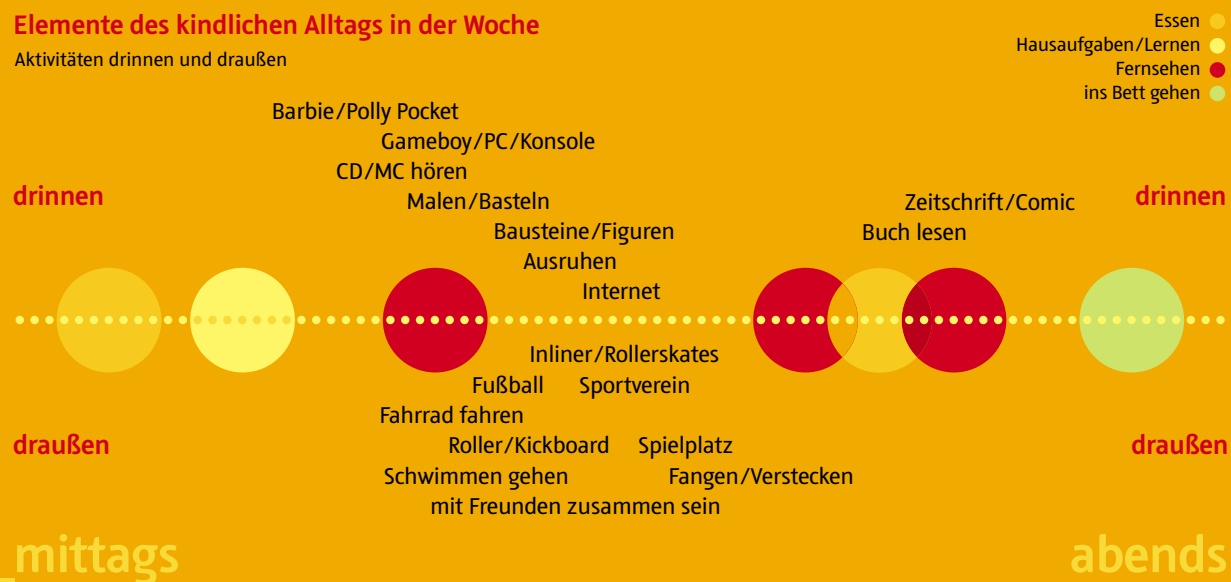 Elemente des kindlichen Alltags in der Woche
Aktivitäten drinnen und draußen
Essen
Hausaufgaben/Lernen
Fernsehen
ins Bett gehen
Barbie/Polly Pocket
Gameboy/PC/Konsole
CD/MC hören
drinnen
Malen/Basteln
Zeitschrift/Comic
drinnen
Bausteine/Figuren
Buch lesen
Ausruhen
Internet
Inliner/Rollerskates
Fußball
Sportverein
Fahrrad fahren
draußen
Roller/Kickboard
Spielplatz
draußen
Schwimmen gehen
Fangen/Verstecken
mit Freunden zusammen sein
_mittags
abends